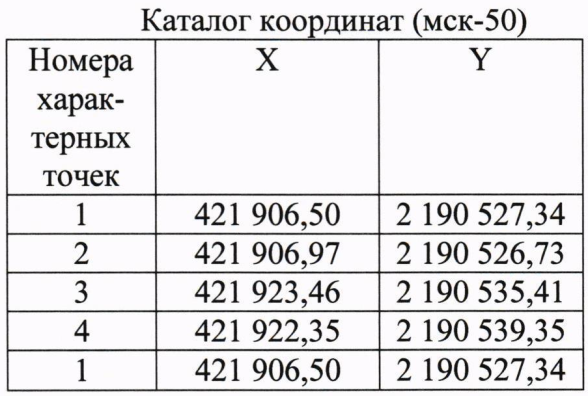 Каталог координат (мск-50)
Номера X Y
харак-
терных
точек
1 421 906,50 2 190 527,34
2 421 906,97 2 190 526,73
3 421 923,46 2 190 535,41
4 421 922,35 2 190 539,35
1 421 906,50 2 190 527,34